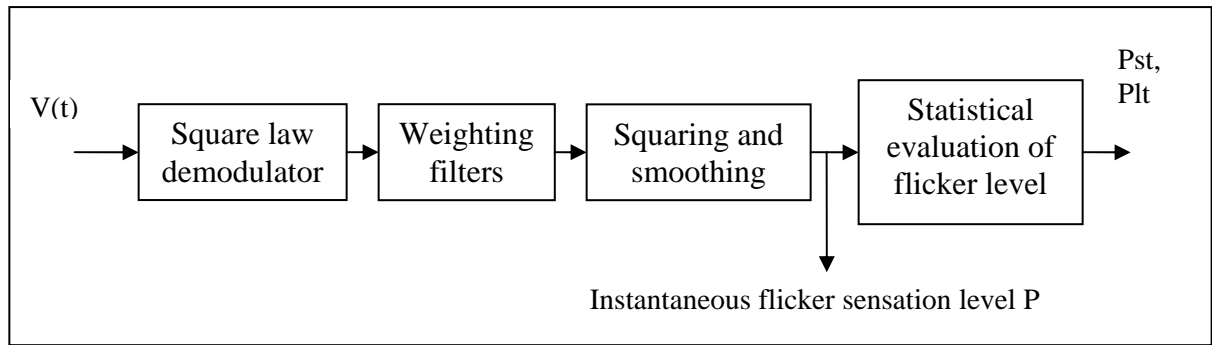 V(t)
Square law
demodulator
Weighting
filters
Squaring and
smoothing
Statistical
evaluation of
flicker level
Pst,
Plt
Instantaneous flicker sensation level P